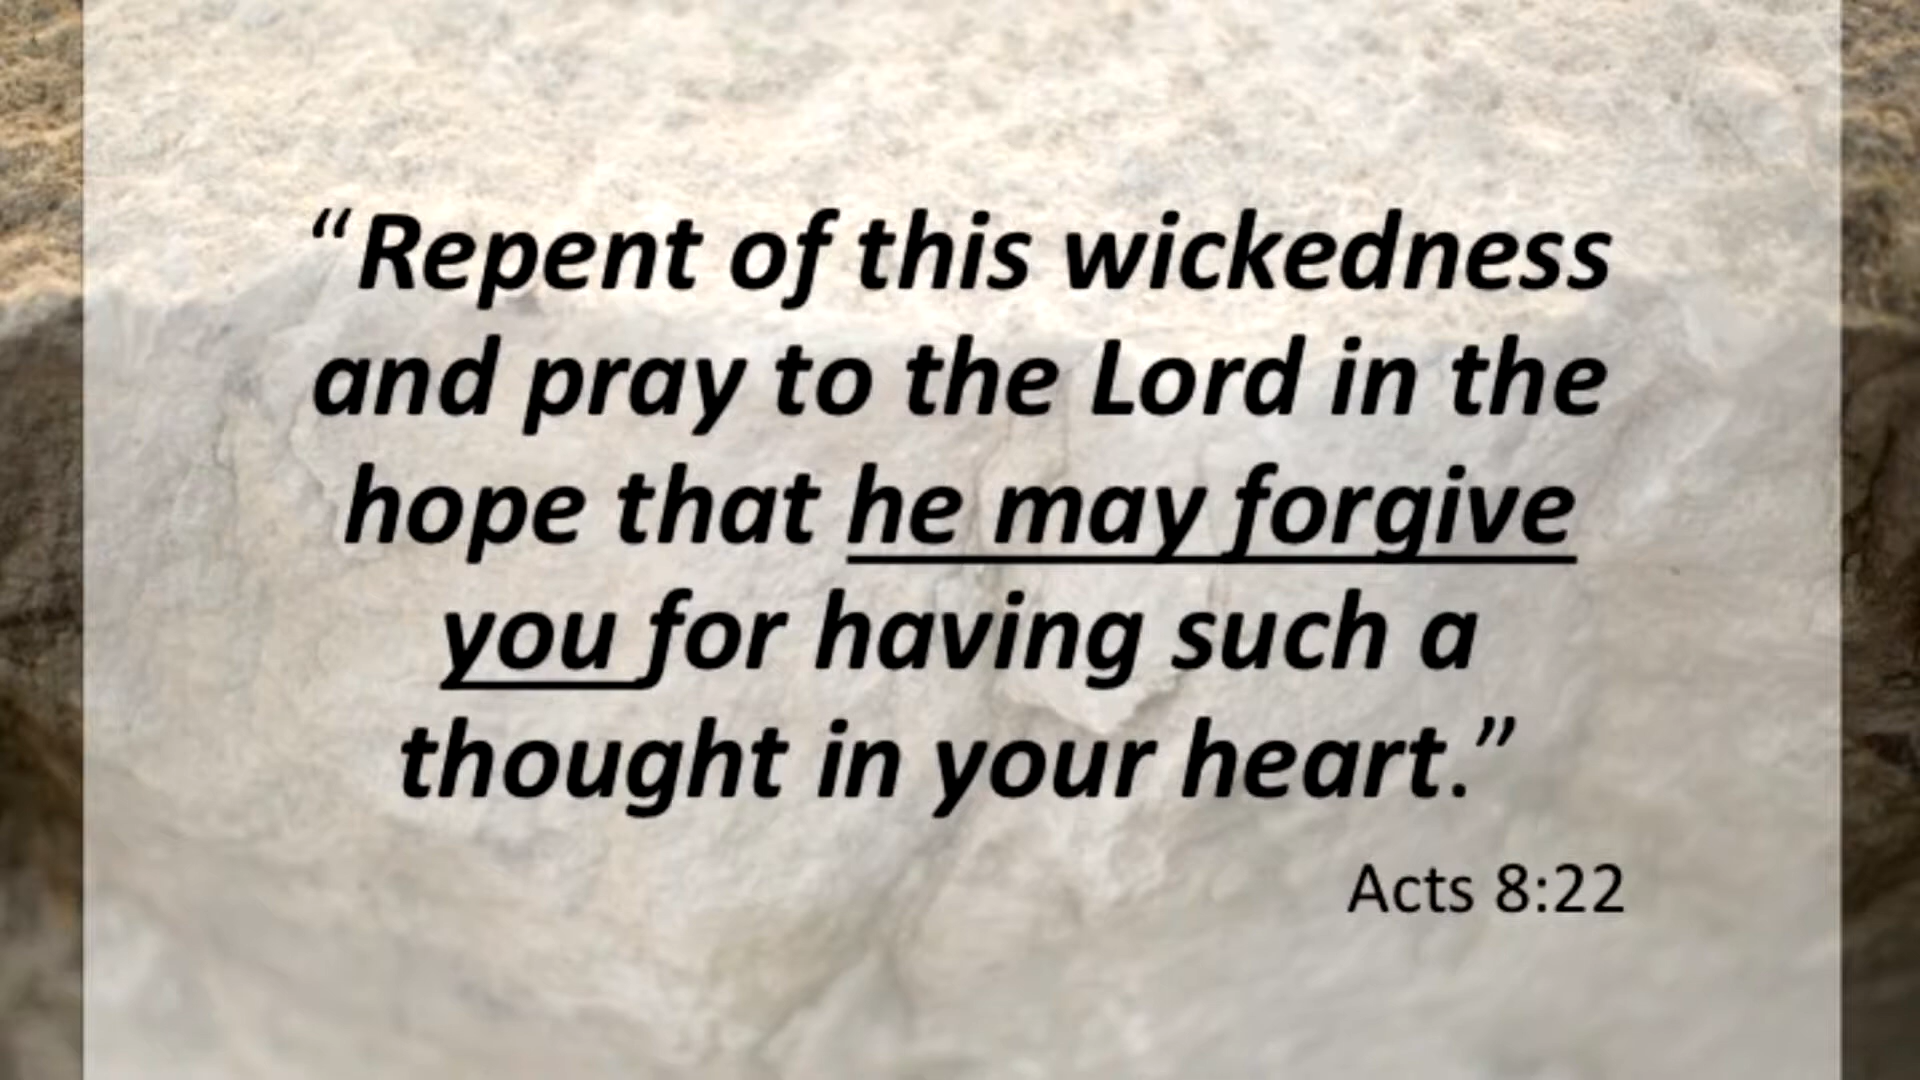 “Repent of this wickedness
and pray to the Lord in the
hope that he may forgive
you for having such a
thought in your heart.”
Acts 8:22